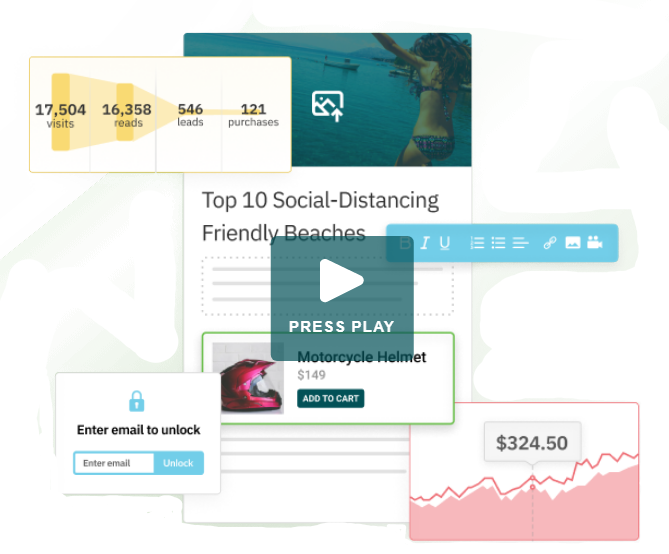 17,504 16,358 546 121
visits reads leads purchases
Top 10 Social-Distancing
Friendly Beaches
B I U
PRESS PLAY
Motorcycle Helmet
$149
ADD TO CART
Enter email to unlock
Enter email Unlock
$324.50